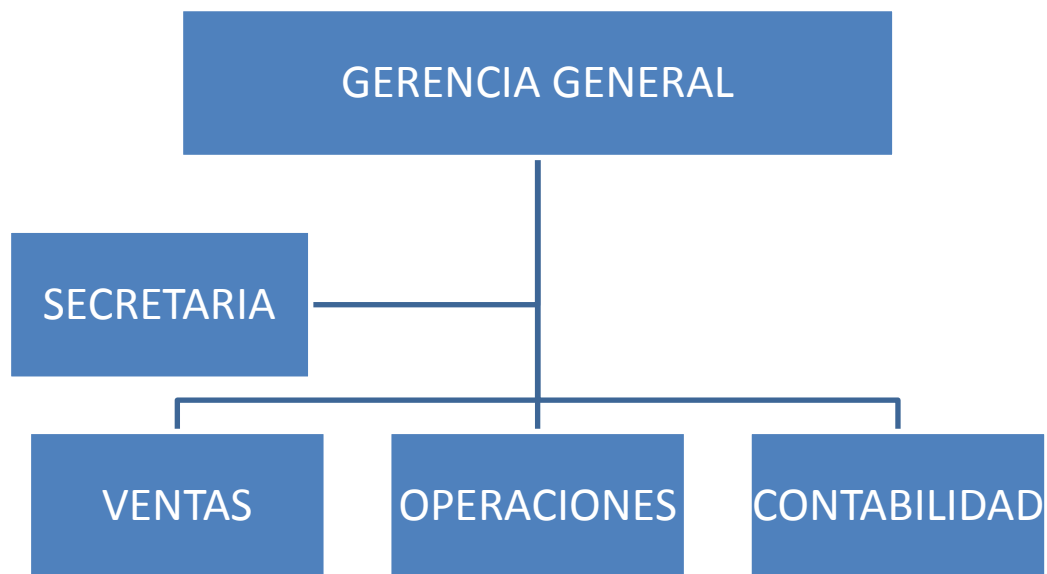 GERENCIA GENERAL
SECRETARIA
VENTAS
OPERACIONES
CONTABILIDAD